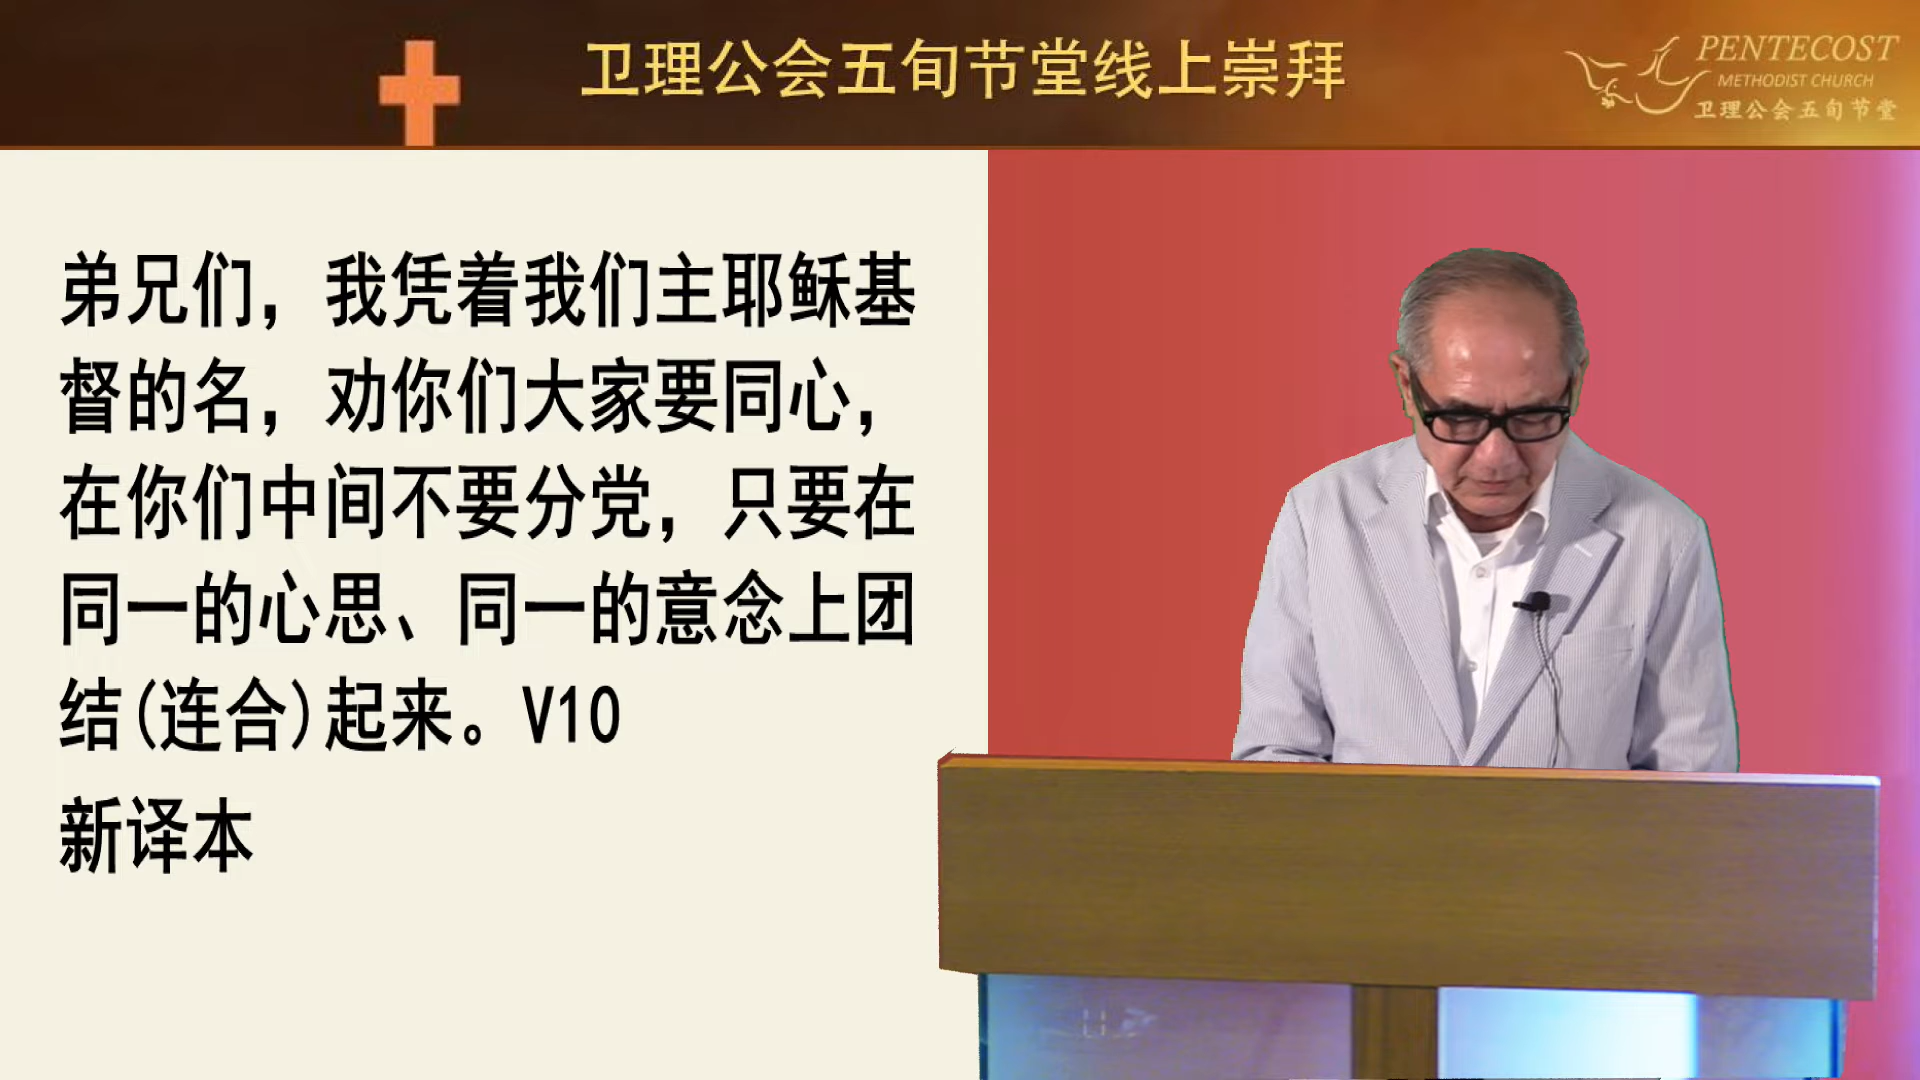 卫理公会五旬节堂线上崇拜
PENTECOST
METHODIST CHURCH
卫理公会五旬节堂
弟兄们，我凭着我们主耶稣基
督的名，劝你们大家要同心，
在你们中间不要分党，只要在
同一的心思、同一的意念上团
结(连合)起来。V10
新译本